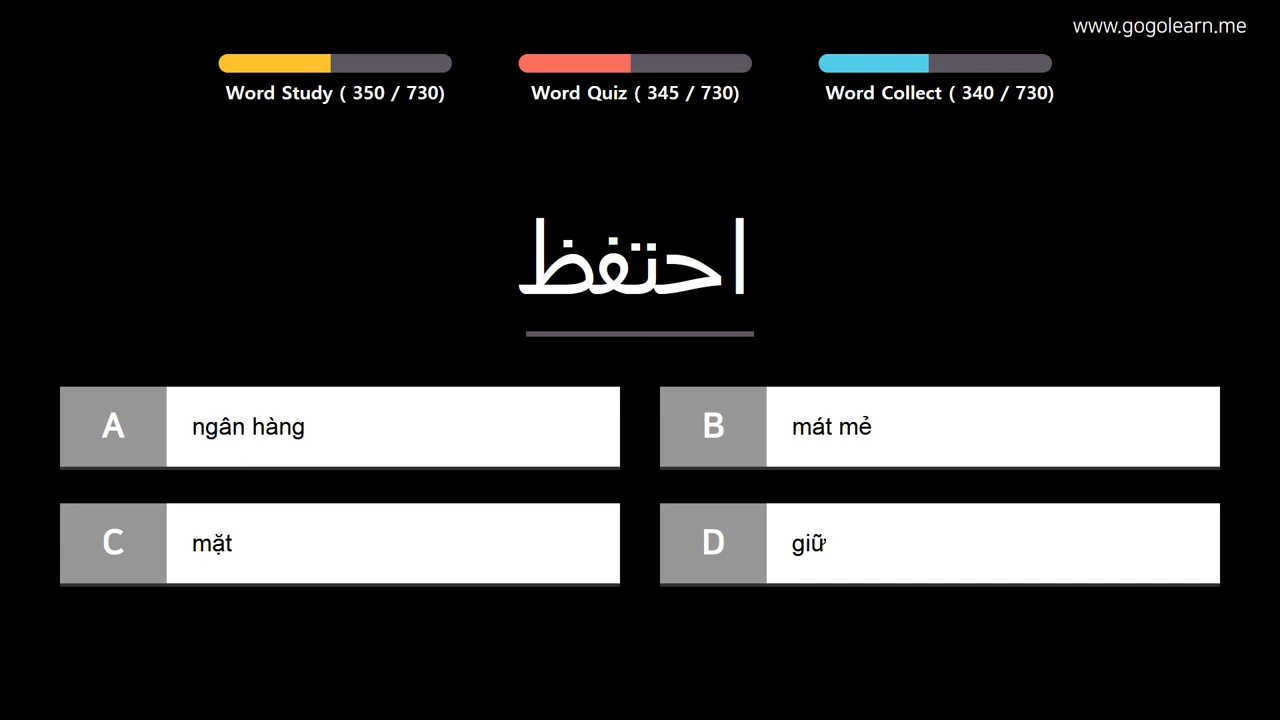 www.gogolearn.me
Word Study ( 350 / 730)
Word Quiz ( 345 / 730)
Word Collect ( 340 / 730)
احتفظ
A ngân hàng
B mát mẻ
C mặt
D giữ